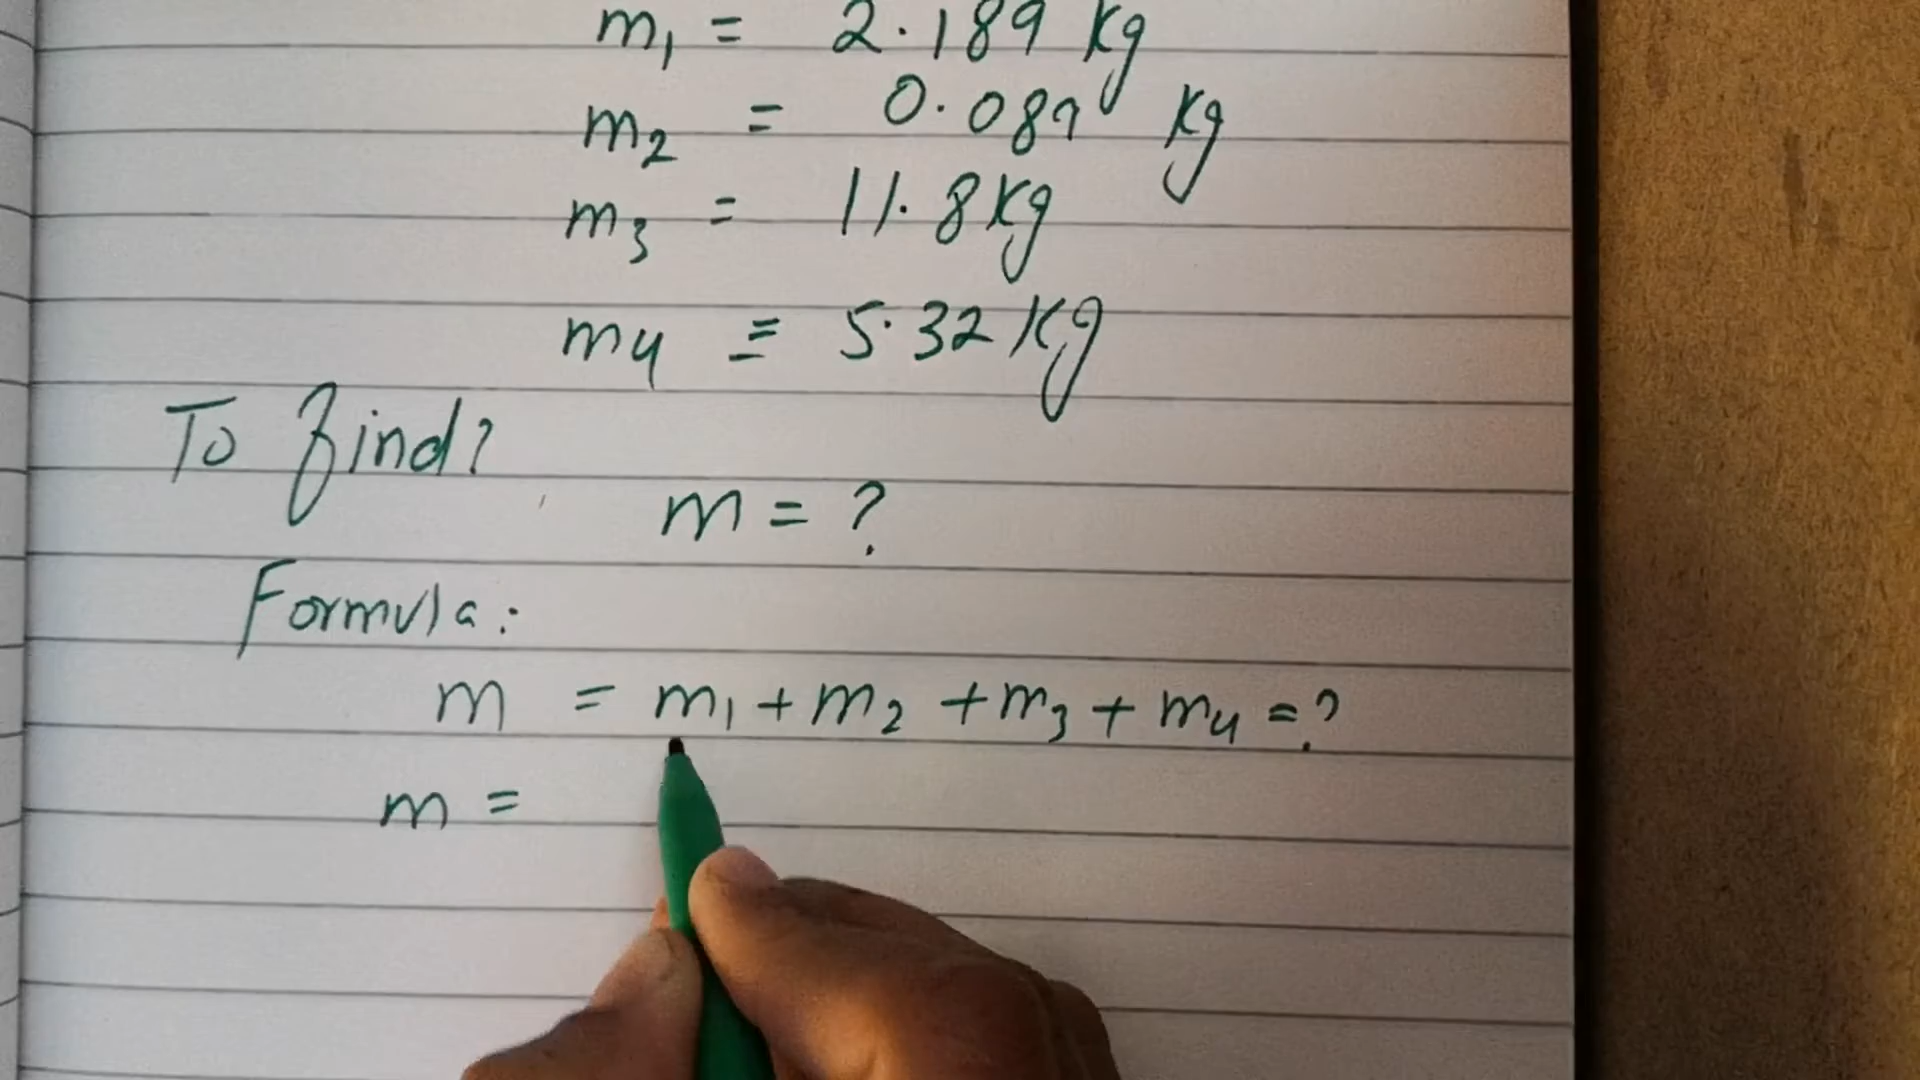 m₁ = 2.189 kg
m₂ = 0.089 kg
m₃ = 11.8 kg
m₄ = 5.32 kg
To find?
m = ?
Formula:
m = m₁ + m₂ + m₃ + m₄ = ?
m =